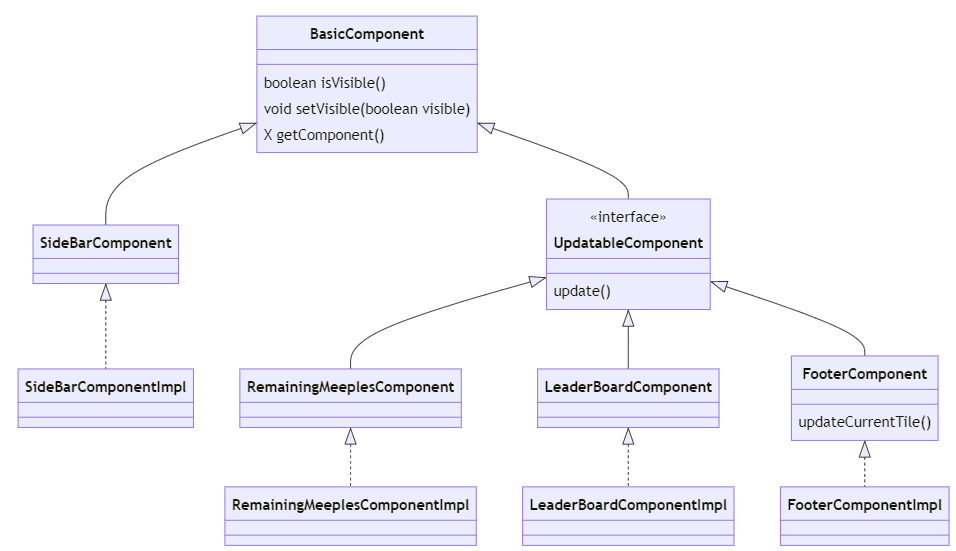 BasicComponent
boolean isVisible()
void setVisible(boolean visible)
X getComponent()
«interface»
UpdatableComponent
update()
SideBarComponent
SideBarComponentImpl
RemainingMeeplesComponent
LeaderBoardComponent
FooterComponent
updateCurrentTile()
RemainingMeeplesComponentImpl
LeaderBoardComponentImpl
FooterComponentImpl